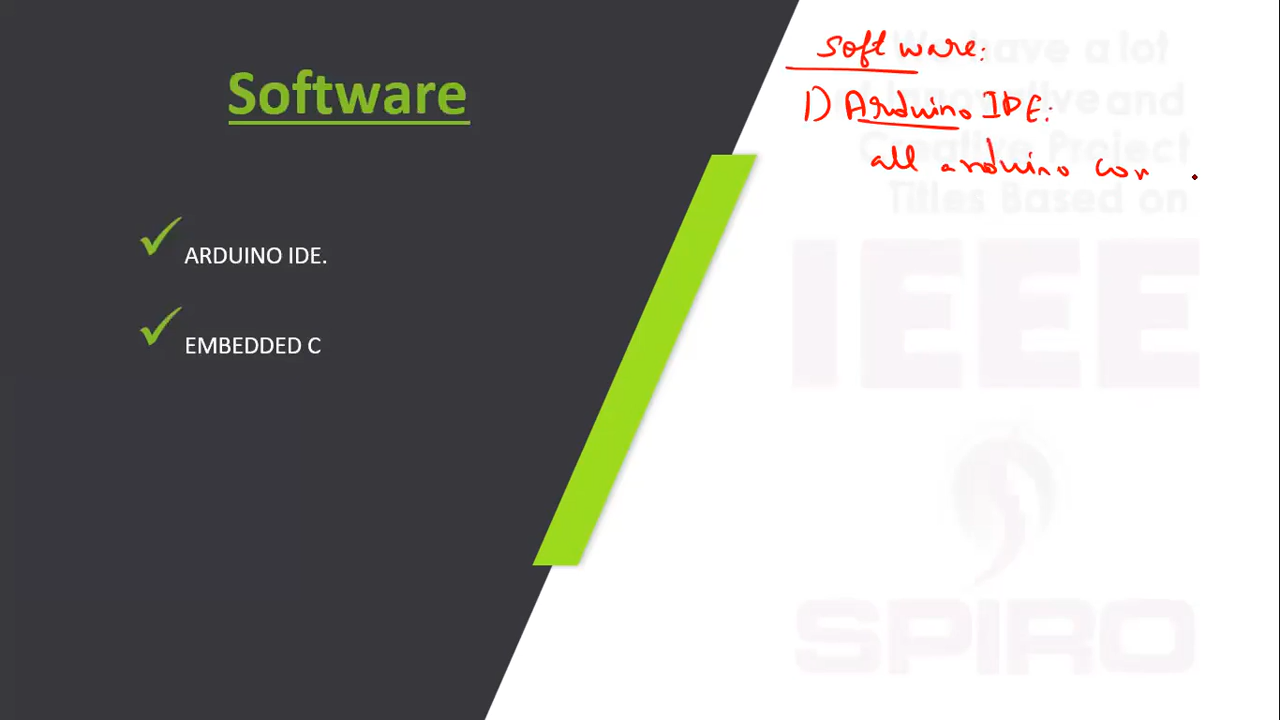 Software
ARDUINO IDE.
EMBEDDED C
Software:
1) Arduino IDE:
all arduino con
We have a lot
Innovative and
Creative Project
Titles Based on
IEEE
SPIRO